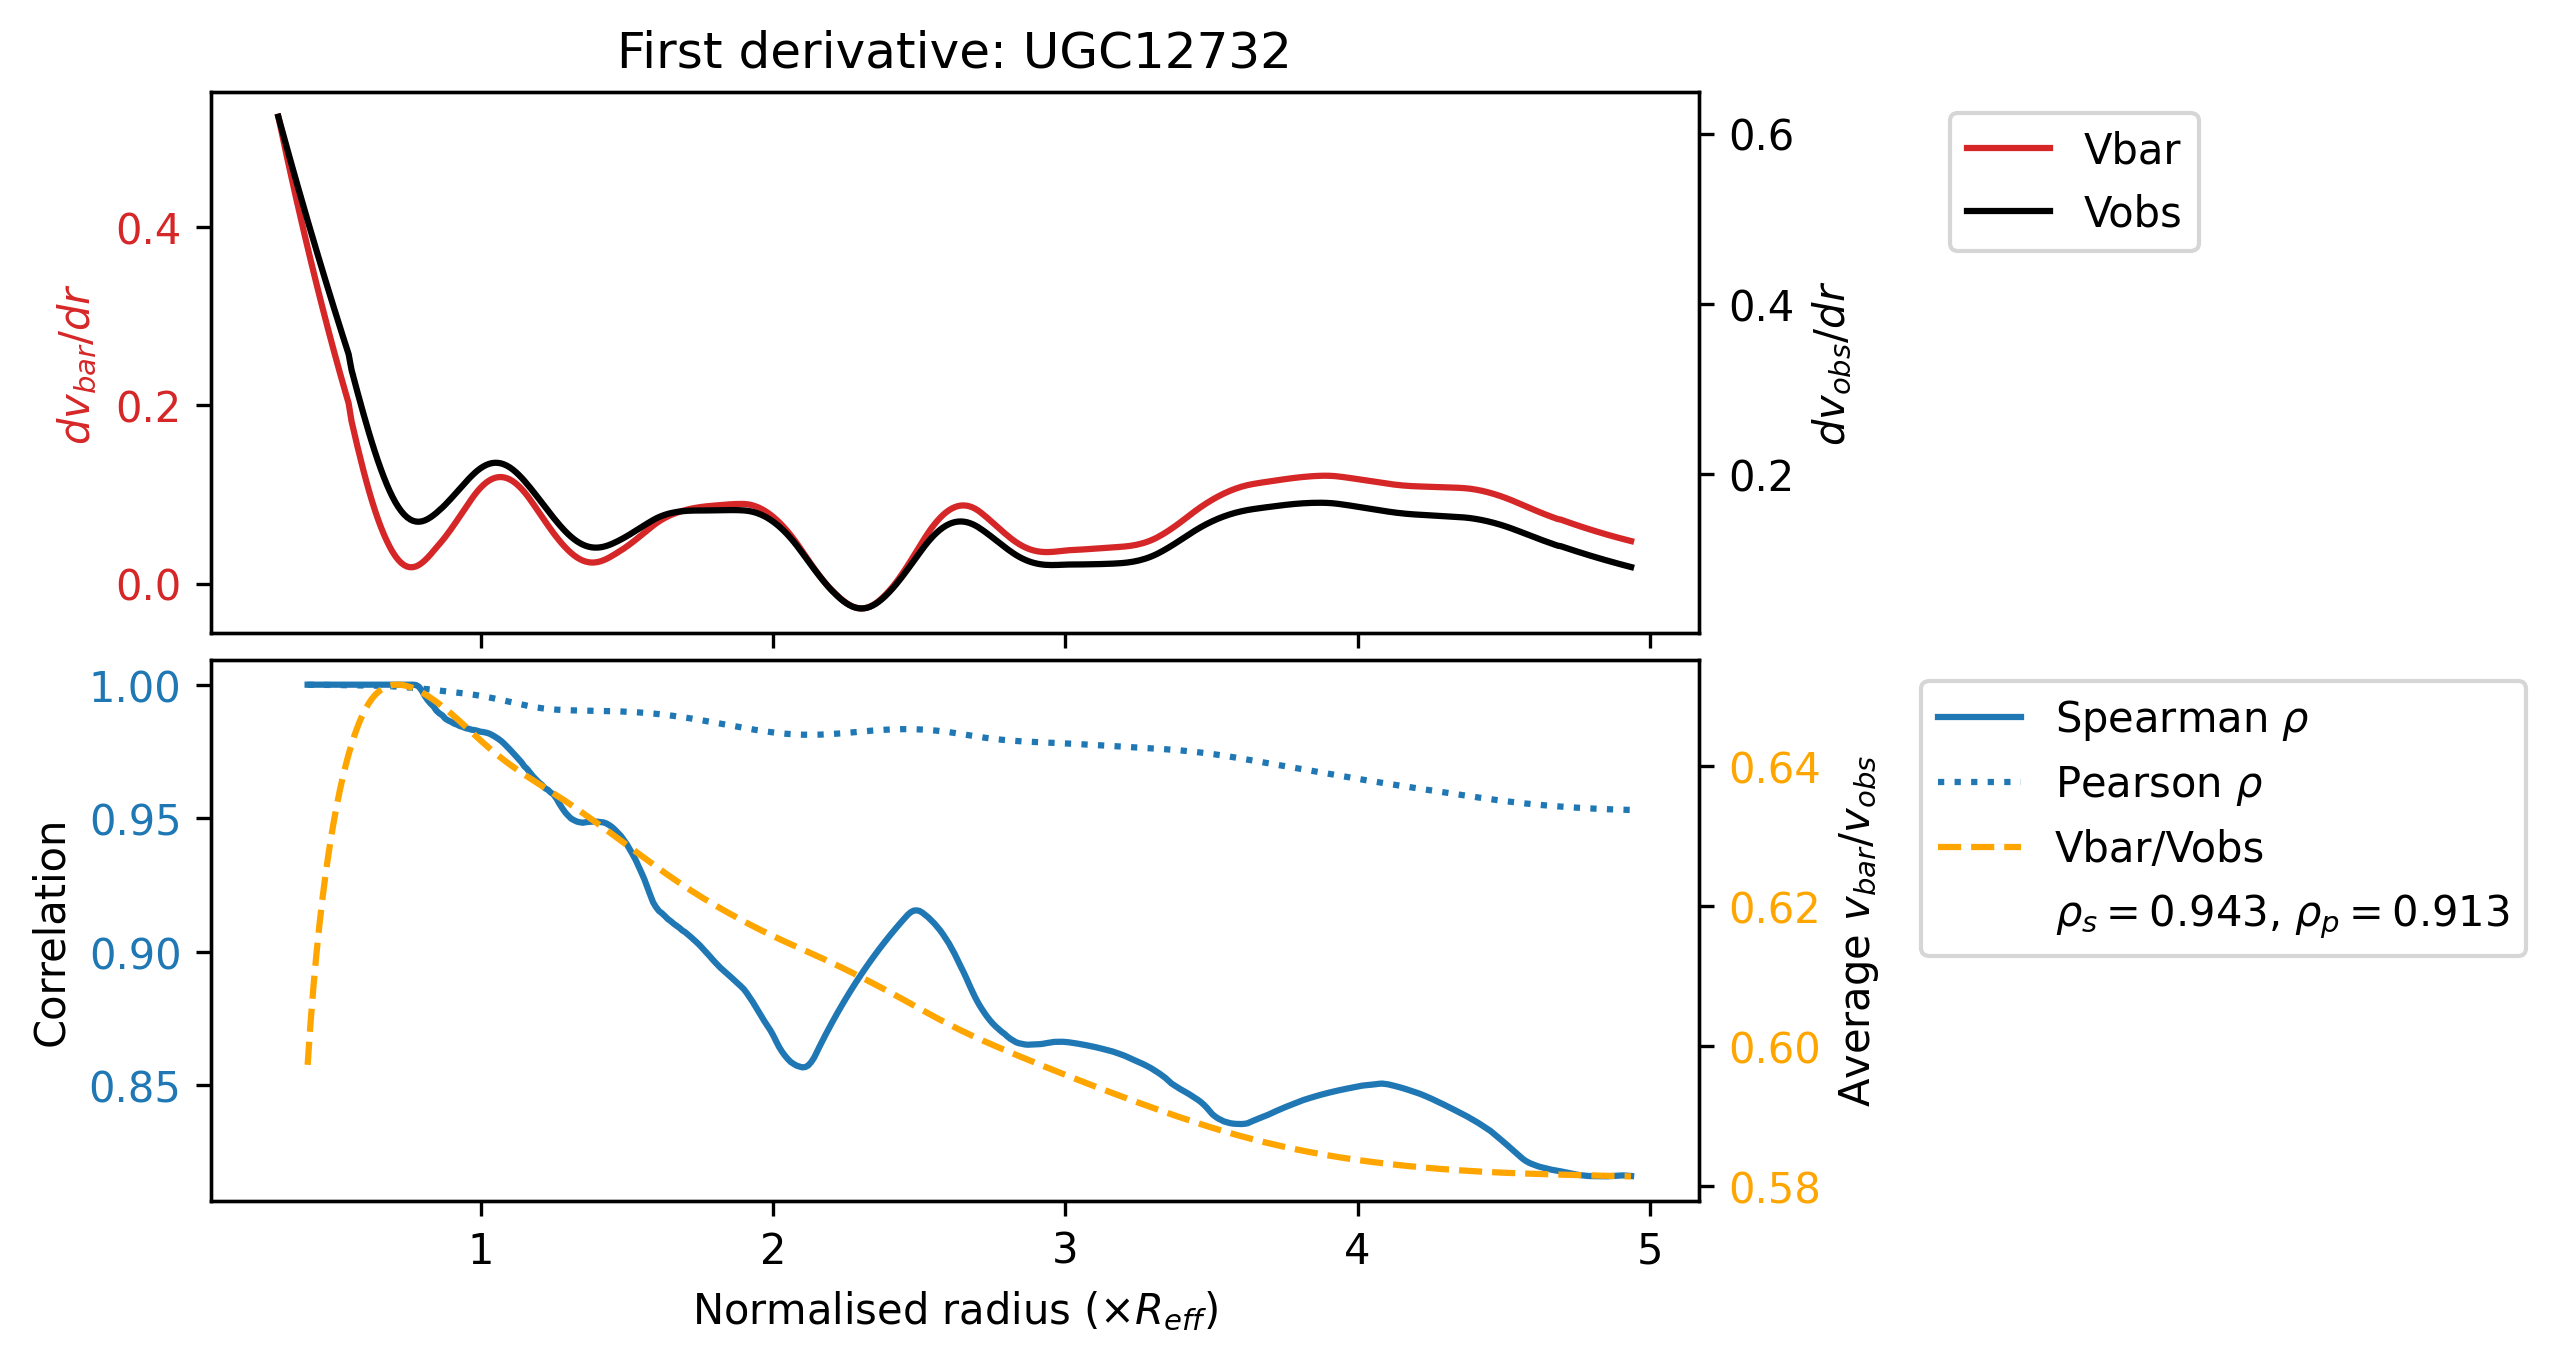 First derivative: UGC12732
0.4
0.2
0.0
dv_bar/dr
0.6
0.4
0.2
dv_obs/dr
Vbar
Vobs
1.00
0.95
0.90
0.85
Correlation
0.64
0.62
0.60
0.58
Average v_bar/v_obs
Spearman ρ
Pearson ρ
Vbar/Vobs
ρ_s = 0.943, ρ_p = 0.913
1 2 3 4 5
Normalised radius (×R_eff)